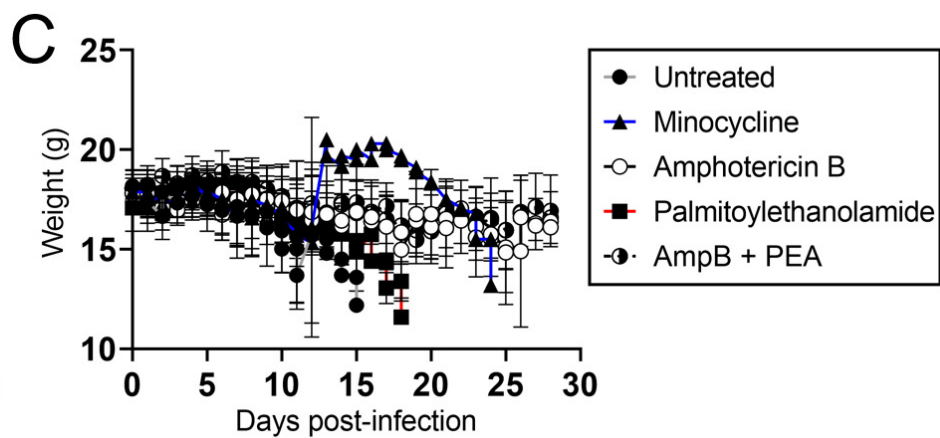 C
25
20
15
10
Weight (g)
0 5 10 15 20 25 30
Days post-infection
Untreated
Minocycline
Amphotericin B
Palmitoylethanolamide
AmpB + PEA